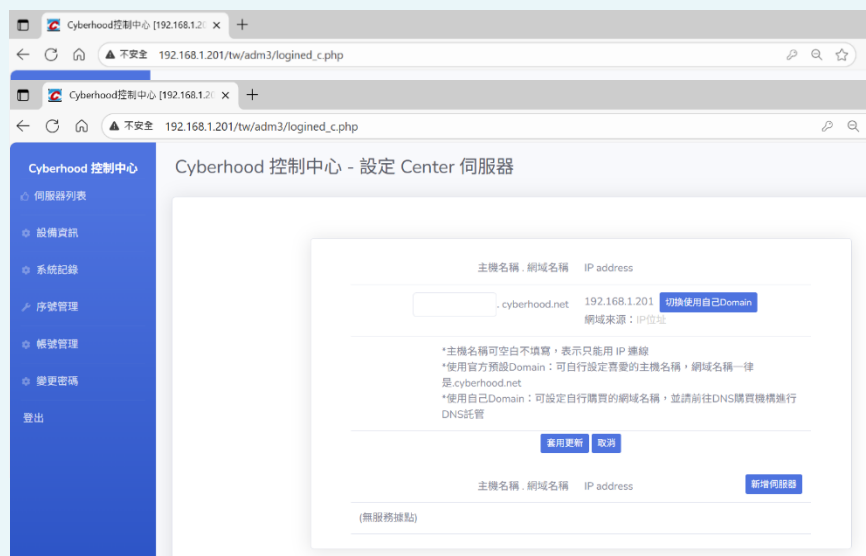 Cyberhood控制中心 [192.168.1.20
不安全 192.168.1.201/tw/adm3/logined_c.php
Cyberhood控制中心 [192.168.1.20
不安全 192.168.1.201/tw/adm3/logined_c.php
Cyberhood 控制中心
伺服器列表
設備資訊
系統記錄
序號管理
帳號管理
變更密碼
登出
Cyberhood 控制中心 - 設定 Center 伺服器
主機名稱 . 網域名稱 IP address
. cyberhood.net 192.168.1.201 切換使用自己Domain
網域來源：IP位址
*主機名稱可空白不填寫，表示只能用 IP 連線
*使用官方預設Domain：可自行設定喜愛的主機名稱，網域名稱一律
是.cyberhood.net
*使用自己Domain：可設定自行購買的網域名稱，並請前往DNS購買機構進行
DNS託管
套用更新 取消
主機名稱 . 網域名稱 IP address 新增伺服器
(無服務據點)